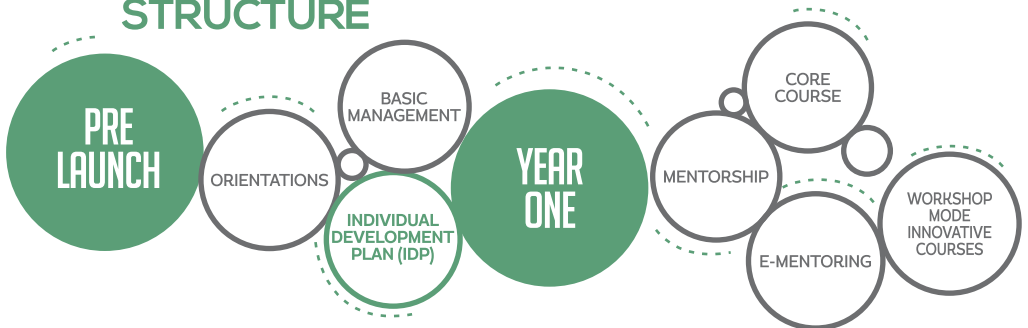 STRUCTURE
PRE
LAUNCH
ORIENTATIONS
BASIC
MANAGEMENT
INDIVIDUAL
DEVELOPMENT
PLAN (IDP)
YEAR
ONE
MENTORSHIP
CORE
COURSE
E-MENTORING
WORKSHOP
MODE
INNOVATIVE
COURSES